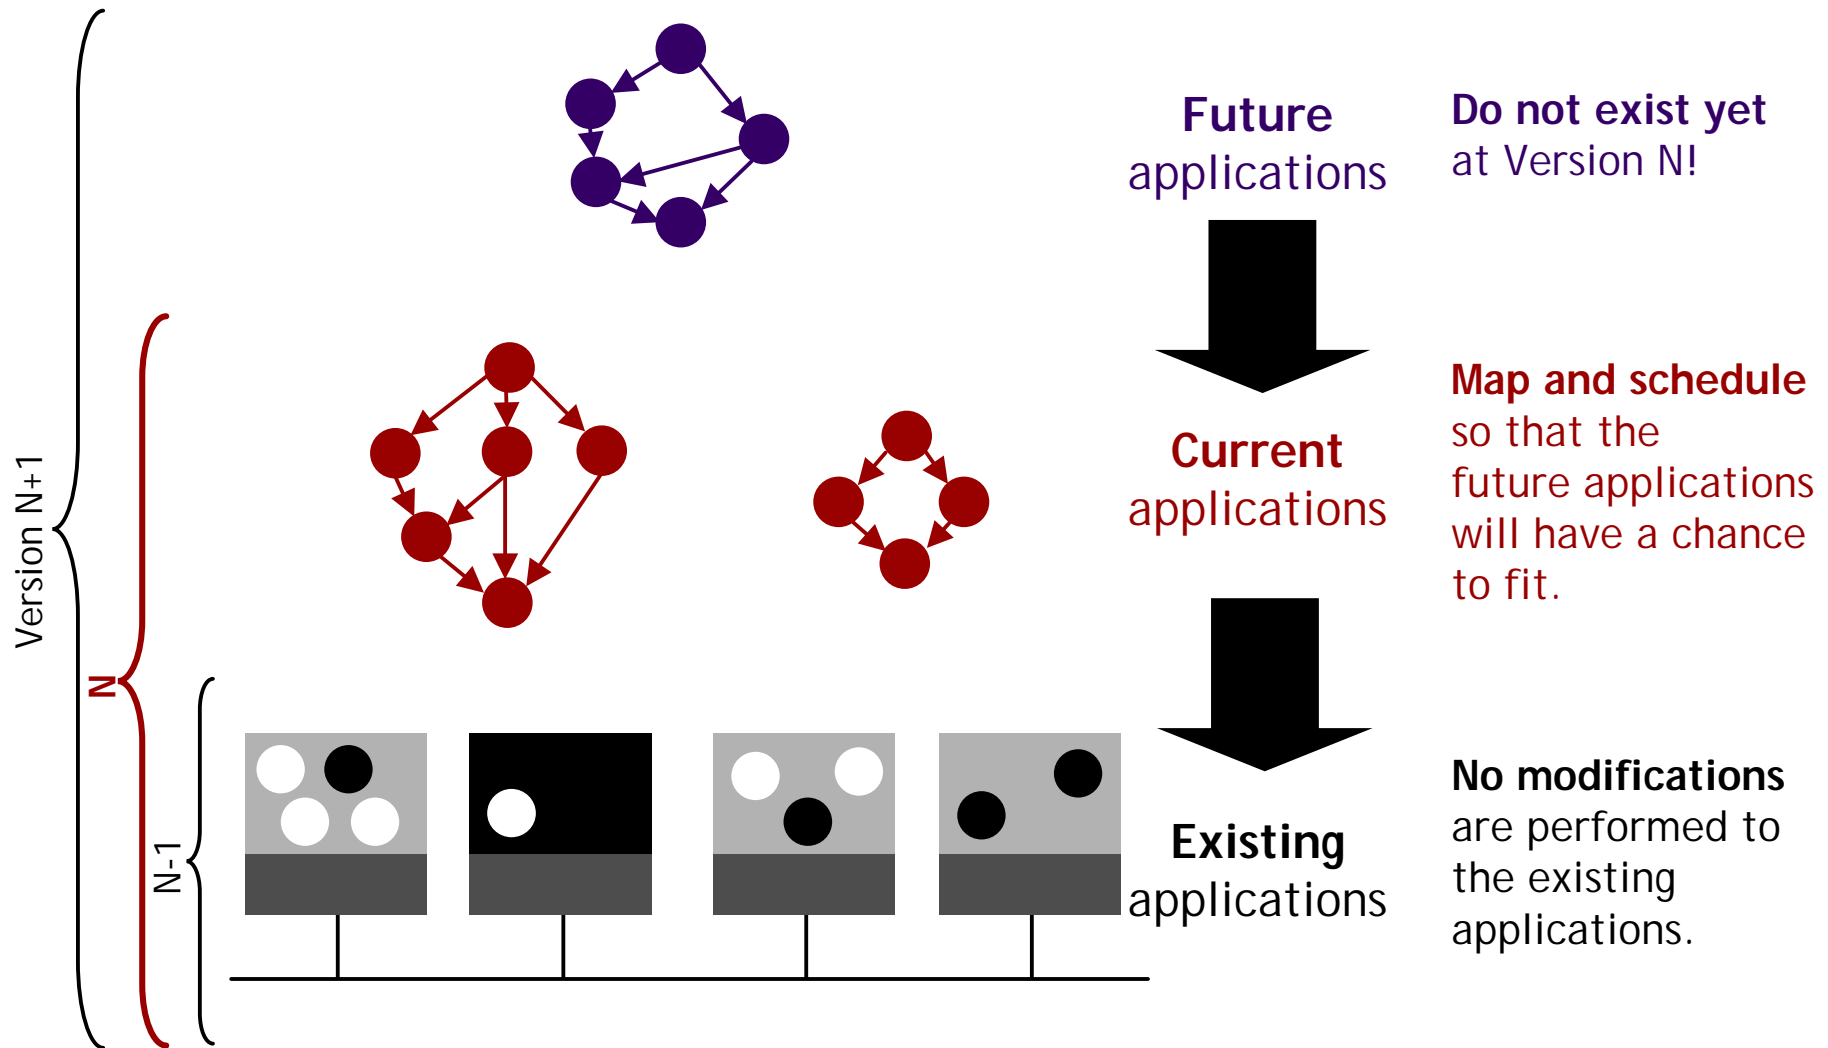 Version N+1
N
N-1
Future
applications
Do not exist yet
at Version N!
Current
applications
Map and schedule
so that the
future applications
will have a chance
to fit.
Existing
applications
No modifications
are performed to
the existing
applications.